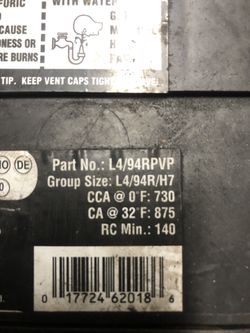 FURIC
CAUSE
DNESS OR
RE BURNS
WITH WATER
TIP. KEEP VENT CAPS TIGHT
DE
Part No.: L4/94RPVP
Group Size: L4/94R/H7
CCA @ 0°F: 730
CA @ 32°F: 875
RC Min.: 140
0 17724 62018 6